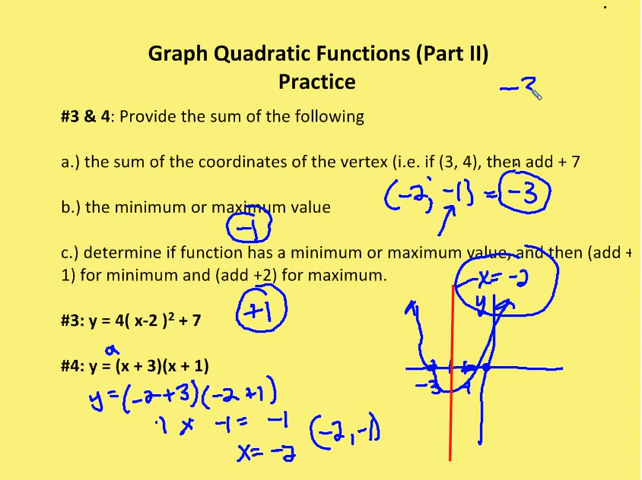 Graph Quadratic Functions (Part II)
Practice
-3
#3 & 4: Provide the sum of the following
a.) the sum of the coordinates of the vertex (i.e. if (3, 4), then add + 7
(-2, -1) = -3
b.) the minimum or maximum value
-1
c.) determine if function has a minimum or maximum value, and then (add +
1) for minimum and (add +2) for maximum.
x = -2
+1
y
#3: y = 4( x-2 )² + 7
a
#4: y = (x + 3)(x + 1)
-3
y = (-2+3)(-2+1)
1 x -1 = -1
(-2, -1)
x = -2